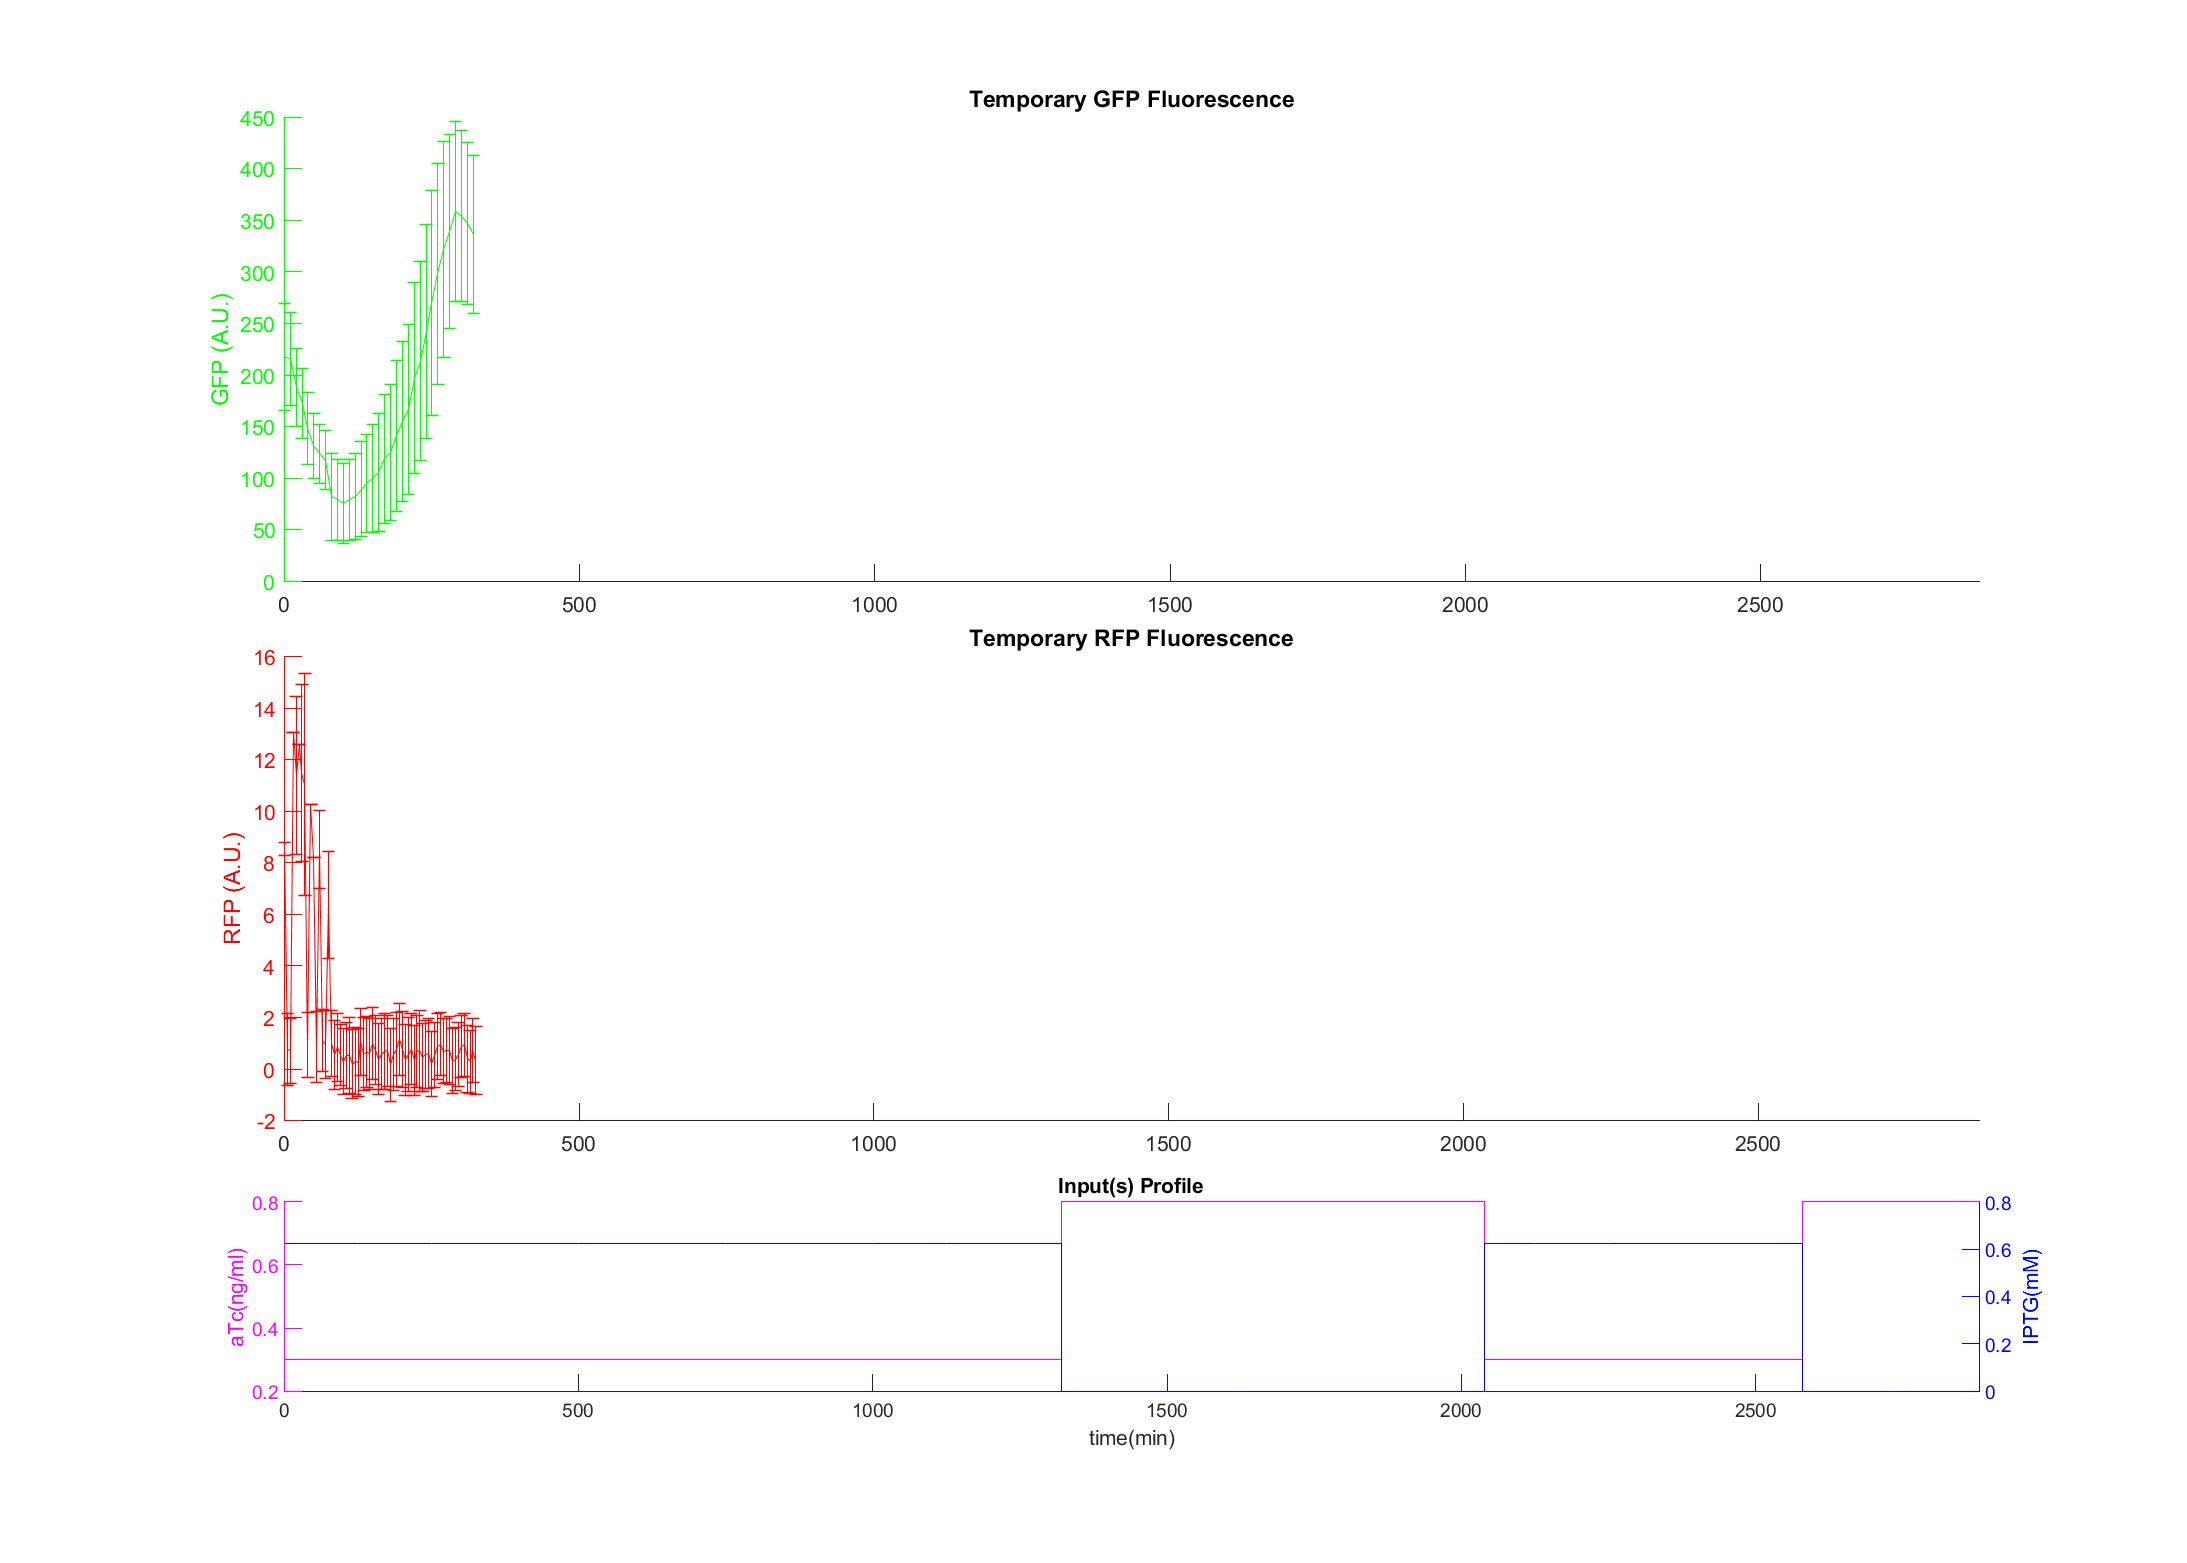 Temporary GFP Fluorescence
450
400
350
300
250
200
150
100
50
0
GFP (A.U.)
0 500 1000 1500 2000 2500
Temporary RFP Fluorescence
16
14
12
10
8
6
4
2
0
-2
RFP (A.U.)
0 500 1000 1500 2000 2500
Input(s) Profile
0.8
0.6
0.4
0.2
aTc(ng/ml)
0.8
0.6
0.4
0.2
0
IPTG(mM)
0 500 1000 1500 2000 2500
time(min)